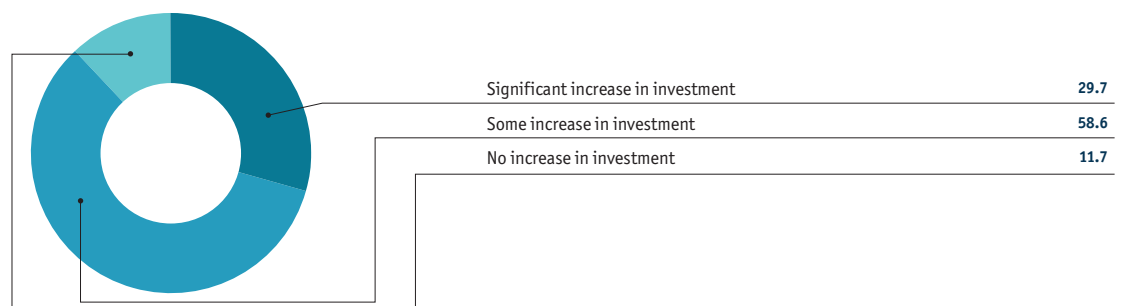 Significant increase in investment 29.7
Some increase in investment 58.6
No increase in investment 11.7